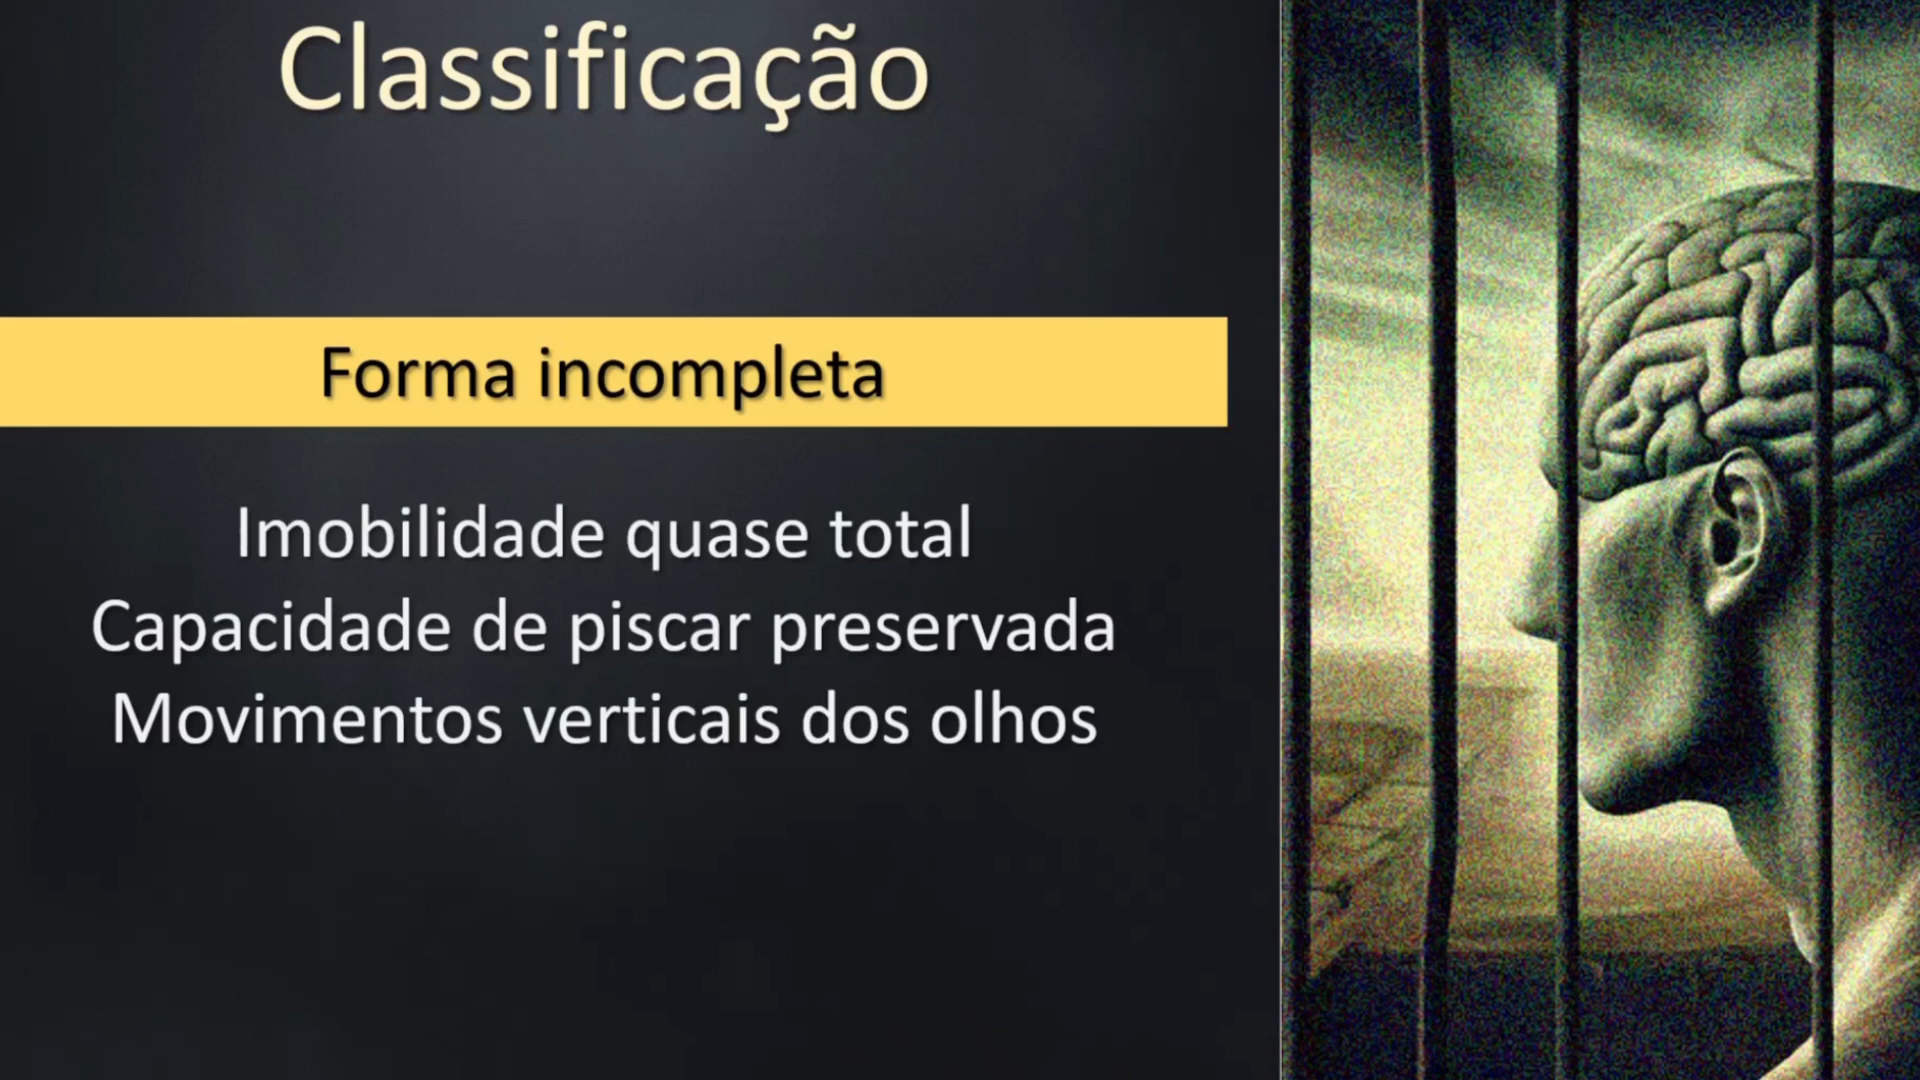 Classificação
Forma incompleta
Imobilidade quase total
Capacidade de piscar preservada
Movimentos verticais dos olhos